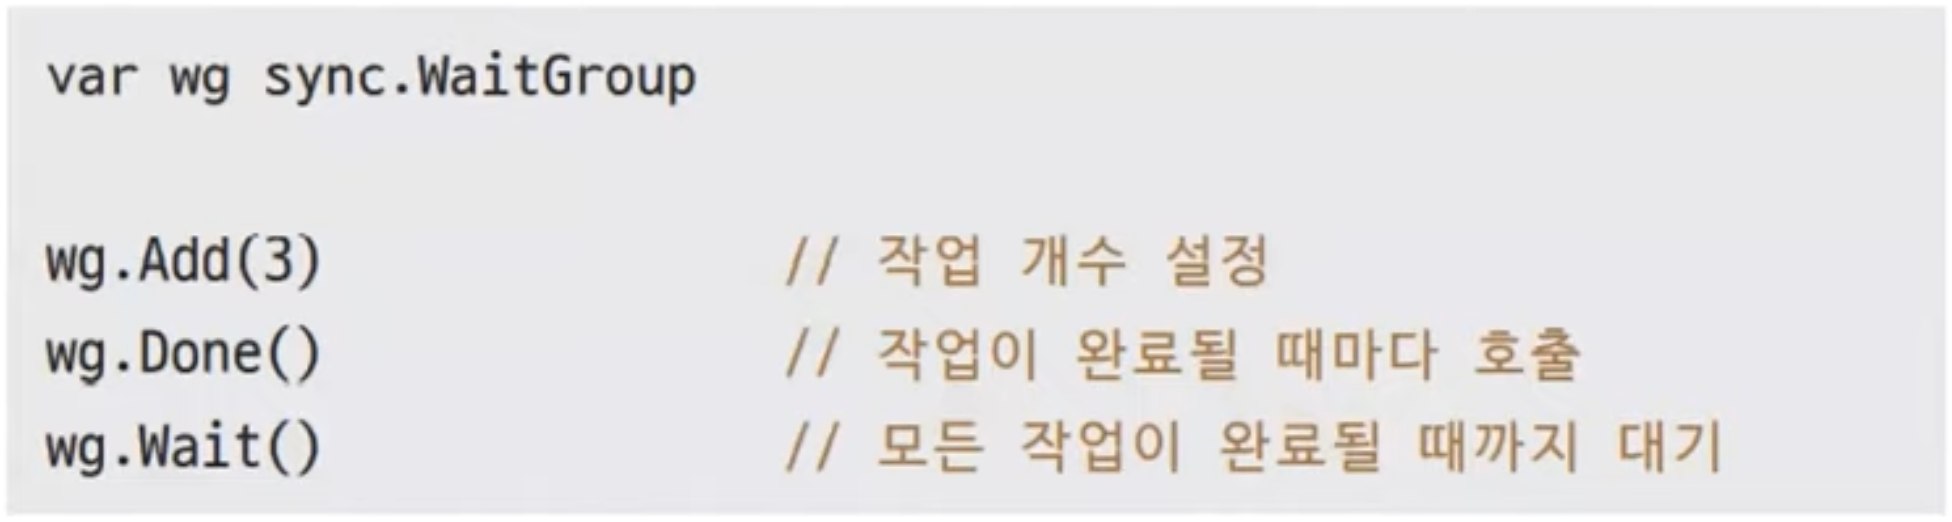 var wg sync.WaitGroup
wg.Add(3) // 작업 개수 설정
wg.Done() // 작업이 완료될 때마다 호출
wg.Wait() // 모든 작업이 완료될 때까지 대기